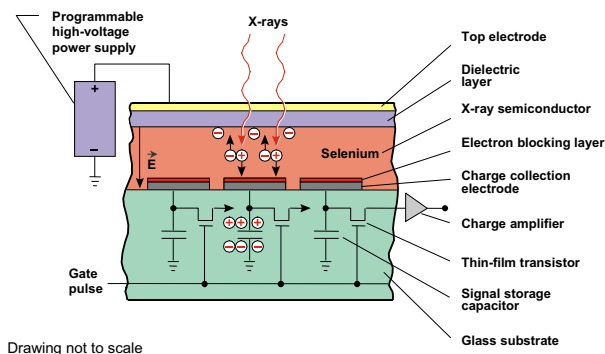 Programmable
high-voltage
power supply
X-rays
Top electrode
Dielectric
layer
X-ray semiconductor
Electron blocking layer
Charge collection
electrode
Charge amplifier
Thin-film transistor
Signal storage
capacitor
Glass substrate
+
−
E
Selenium
− − −
− + − +
+ + +
− − −
Gate
pulse
Drawing not to scale